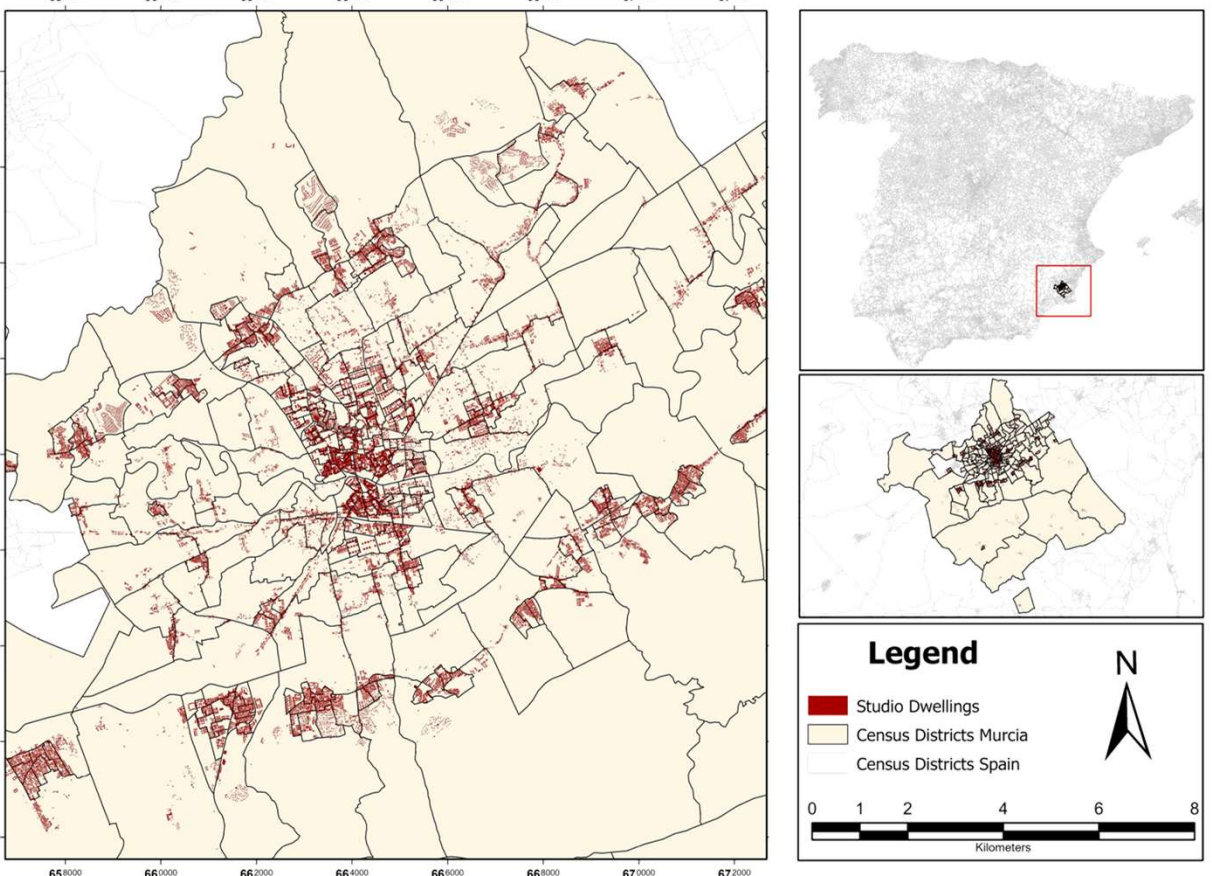 Legend
N
Studio Dwellings
Census Districts Murcia
Census Districts Spain
0 1 2 4 6 8
Kilometers
658000 660000 662000 664000 666000 668000 670000 672000